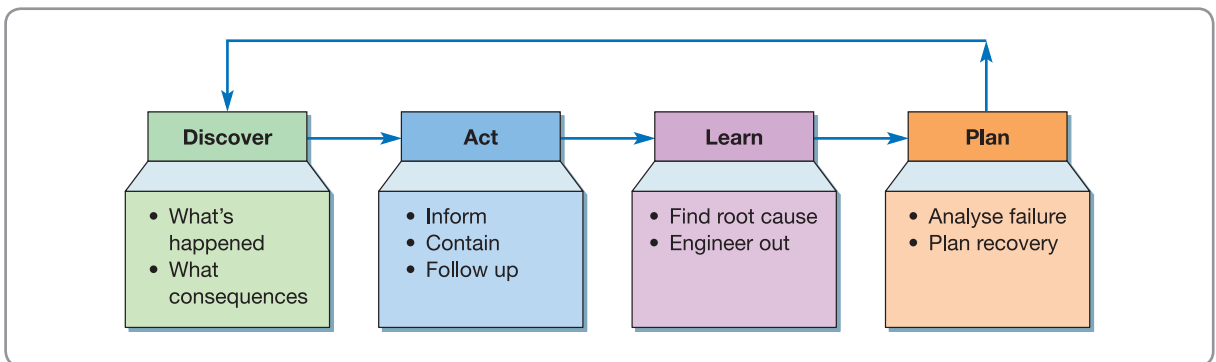 Discover
Act
Learn
Plan
• What's
happened
• What
consequences
• Inform
• Contain
• Follow up
• Find root cause
• Engineer out
• Analyse failure
• Plan recovery